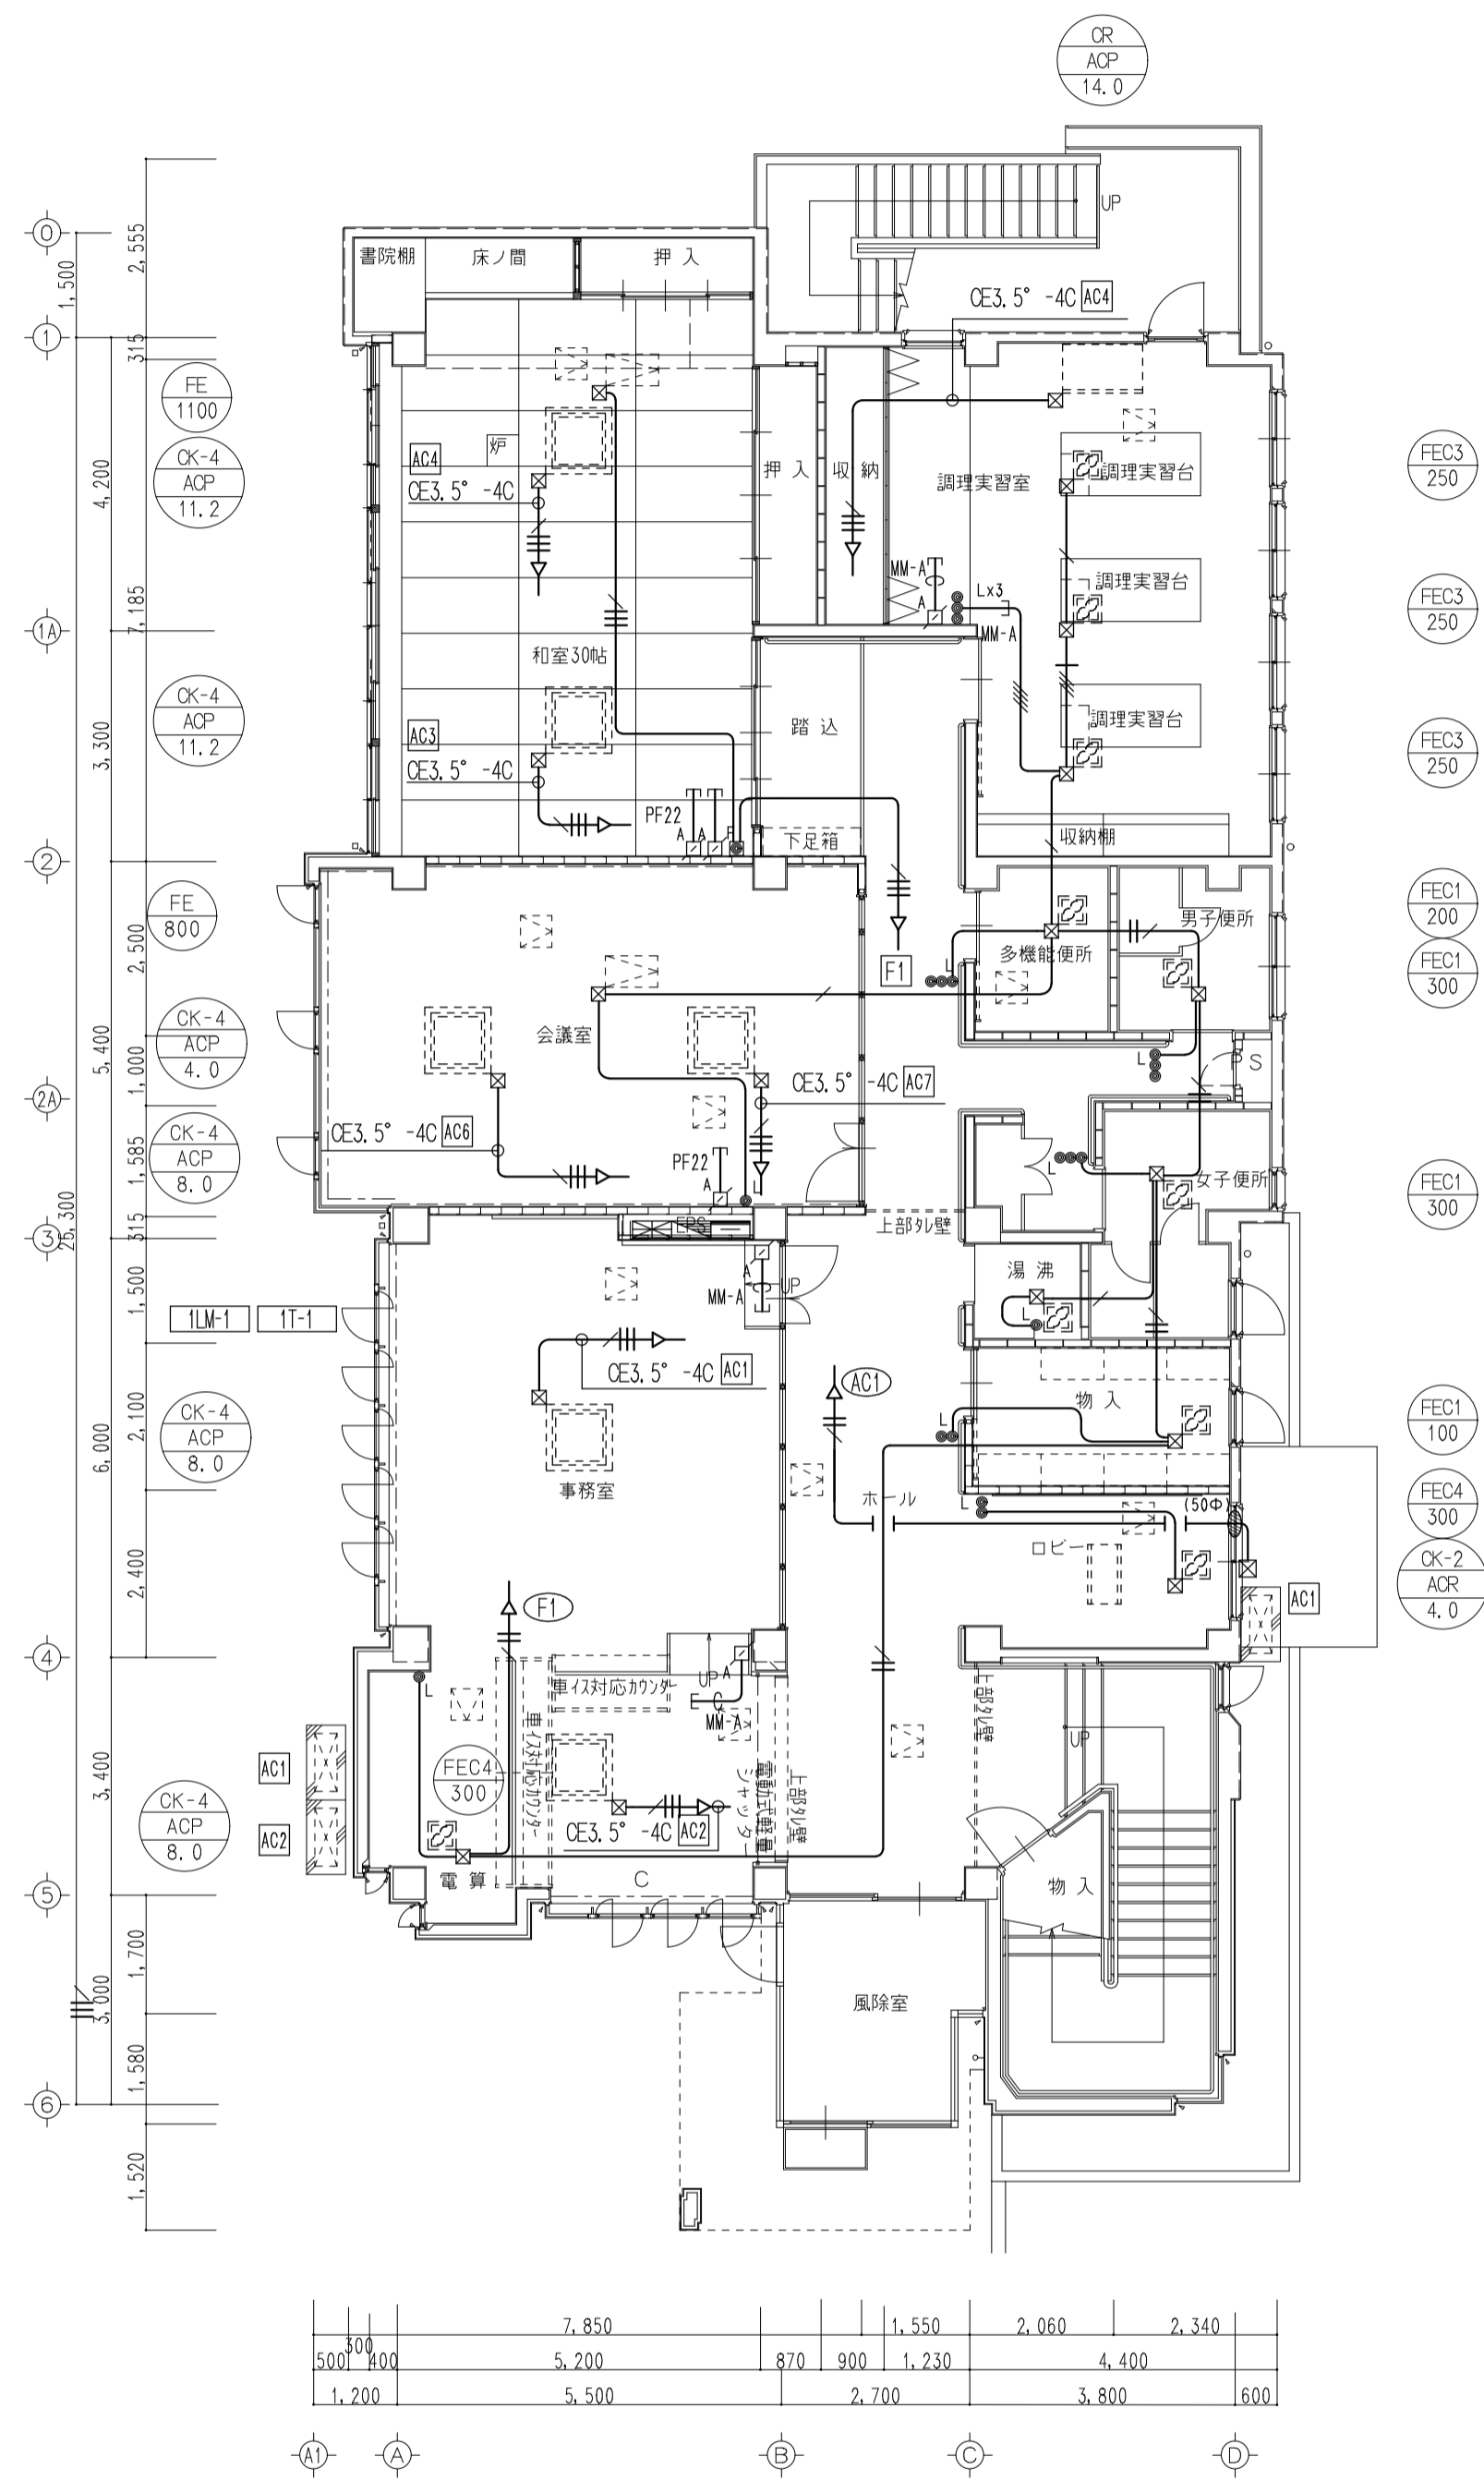 CR
ACP
14.0
UP
書院棚
床ノ間
押 入
0
1,500
2,555
CE3.5° -4C AC4
1
315
FE
1100
CK-4
ACP
11.2
炉
AC4
CE3.5° -4C
押 入
収 納
調理実習室
調理実習台
FEC3
250
4,200
MM-A
A
Lx3
MM-A
調理実習台
FEC3
250
7,185
1A
和室30帖
CK-4
ACP
11.2
AC3
CE3.5° -4C
踏 込
調理実習台
FEC3
250
3,300
PF22
A
A
F
下足箱
収納棚
2
FE
800
2,500
F1
L
多機能便所
男子便所
FEC1
200
FEC1
300
会議室
CK-4
ACP
4.0
5,400
1,000
L
PS
2A
CE3.5° -4C AC7
CE3.5° -4C AC6
CK-4
ACP
8.0
1,585
PF22
A
L
L
女子便所
FEC1
300
25,300
3
315
EPS
上部タレ壁
A
MM-A
UP
湯 沸
L
1,500
1LM-1
1T-1
CE3.5° -4C AC1
AC1
2,100
CK-4
ACP
8.0
6,000
事務室
L
物 入
FEC1
100
ホール
L
(50Φ)
FEC4
300
ロビー
2,400
CK-2
ACR
4.0
AC1
F1
4
L
車イス対応カウンター
UP
A
MM-A
車イス対応カウンター
上部タレ壁
UP
3,400
AC1
FEC4
300
電動式軽量
シャッター
上部タレ壁
CK-4
ACP
8.0
AC2
CE3.5° -4C AC2
5
電 算
C
物 入
1,700
3,000
風除室
1,580
6
1,520
7,850
1,550
2,060
2,340
300
500
400
5,200
870
900
1,230
4,400
1,200
5,500
2,700
3,800
600
A1
A
B
C
D